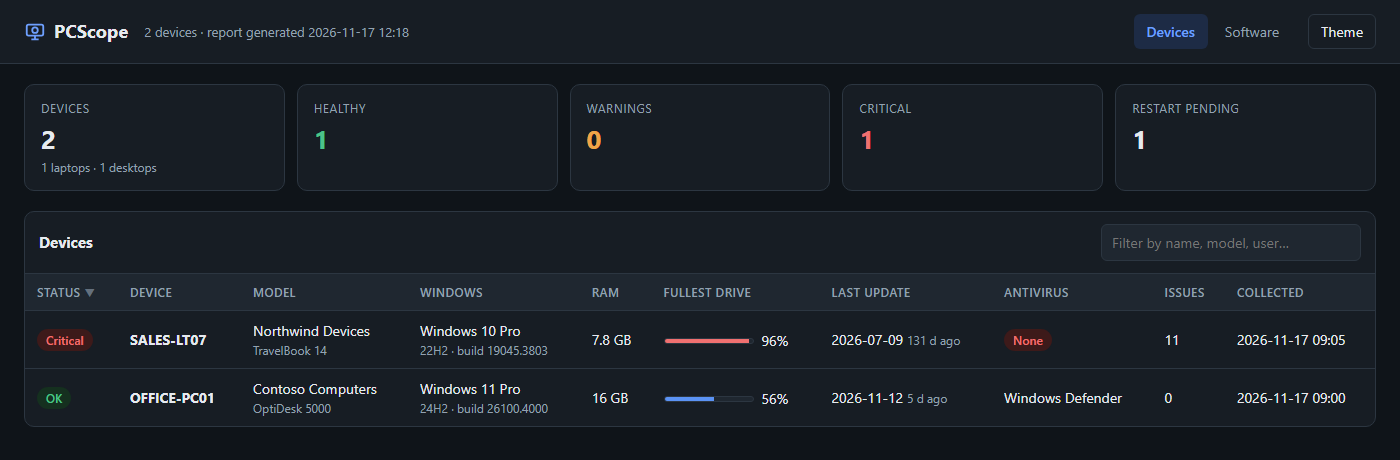 PCScope 2 devices · report generated 2026-11-17 12:18 Devices Software Theme
DEVICES HEALTHY WARNINGS CRITICAL RESTART PENDING
2 1 0 1 1
1 laptops · 1 desktops
Devices Filter by name, model, user...
STATUS ▼ DEVICE MODEL WINDOWS RAM FULLEST DRIVE LAST UPDATE ANTIVIRUS ISSUES COLLECTED
Critical SALES-LT07 Northwind Devices Windows 10 Pro 7.8 GB 96% 2026-07-09 131 d ago None 11 2026-11-17 09:05
TravelBook 14 22H2 · build 19045.3803
OK OFFICE-PC01 Contoso Computers Windows 11 Pro 16 GB 56% 2026-11-12 5 d ago Windows Defender 0 2026-11-17 09:00
OptiDesk 5000 24H2 · build 26100.4000